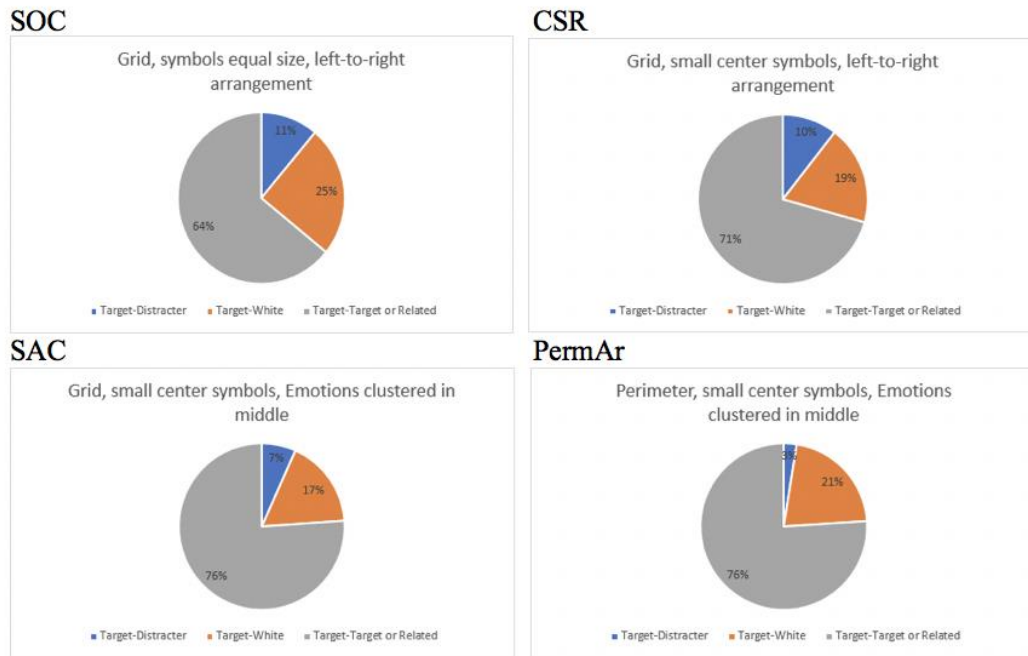 SOC
Grid, symbols equal size, left-to-right
arrangement
11%
25%
64%
Target-Distracter Target-White Target-Target or Related
CSR
Grid, small center symbols, left-to-right
arrangement
10%
19%
71%
Target-Distracter Target-White Target-Target or Related
SAC
Grid, small center symbols, Emotions clustered in
middle
7%
17%
76%
Target-Distracter Target-White Target-Target or Related
PermAr
Perimeter, small center symbols, Emotions
clustered in middle
3%
21%
76%
Target-Distracter Target-White Target-Target or Related